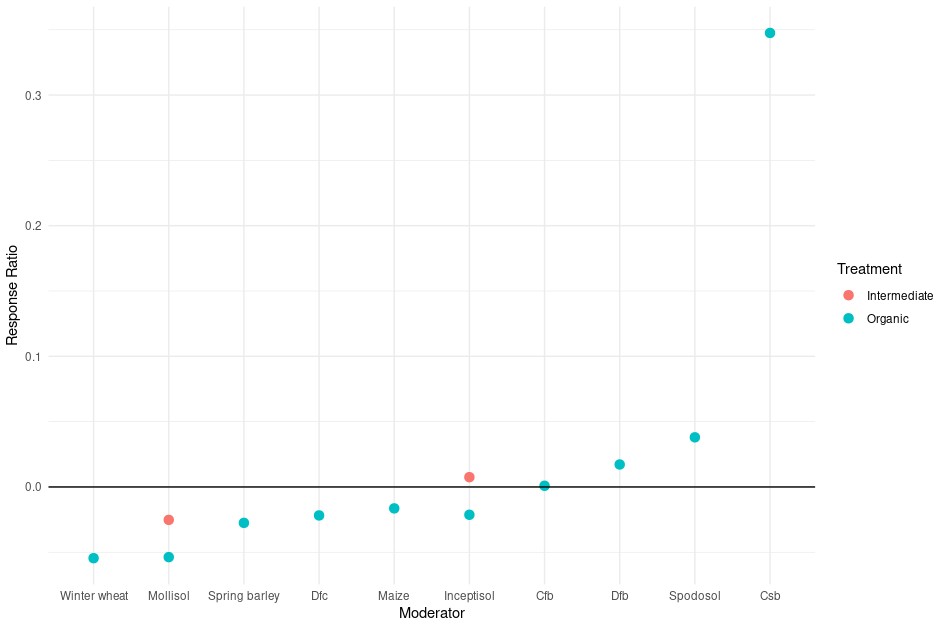 0.3
0.2
0.1
0.0
Response Ratio
Winter wheat Mollisol Spring barley Dfc Maize Inceptisol Cfb Dfb Spodosol Csb
Moderator
Treatment
Intermediate
Organic